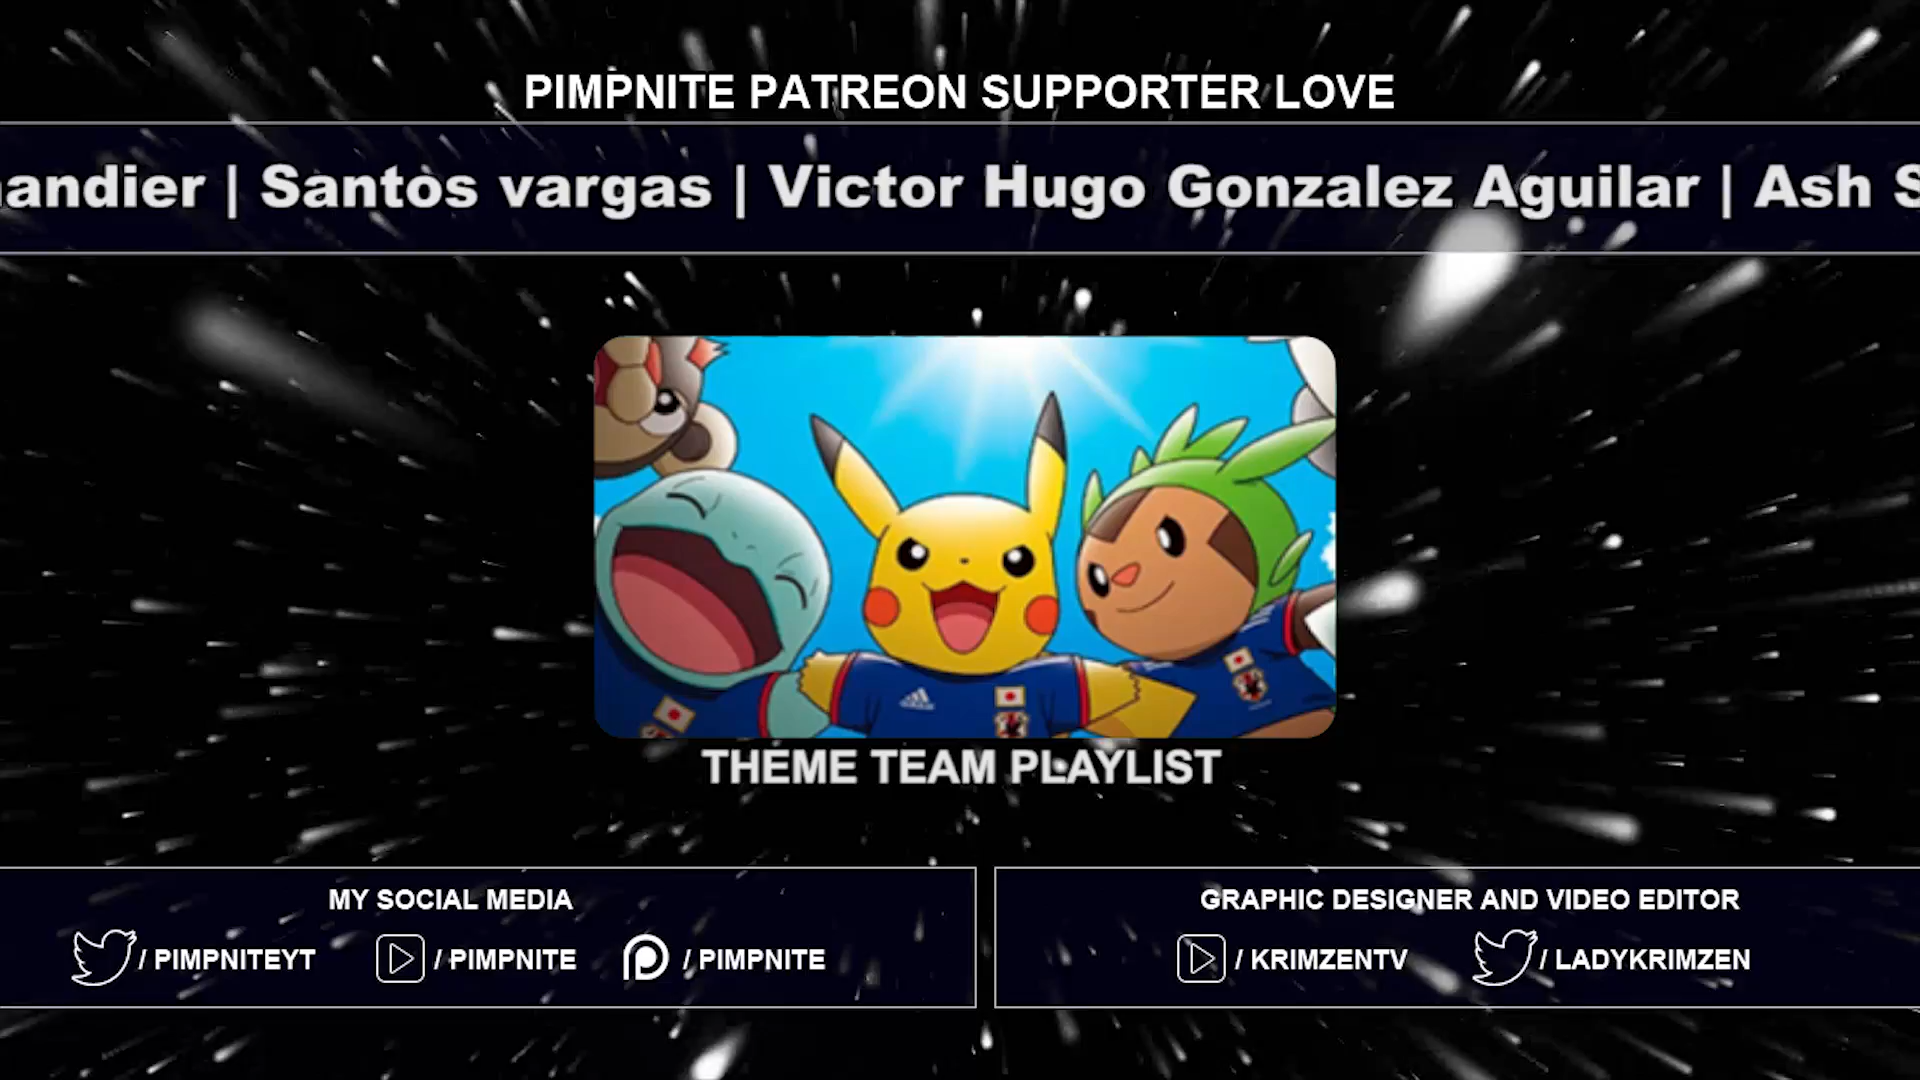 PIMPNITE PATREON SUPPORTER LOVE
andier | Santos vargas | Victor Hugo Gonzalez Aguilar | Ash S
THEME TEAM PLAYLIST
MY SOCIAL MEDIA
/ PIMPNITEYT / PIMPNITE / PIMPNITE
GRAPHIC DESIGNER AND VIDEO EDITOR
/ KRIMZENTV / LADYKRIMZEN